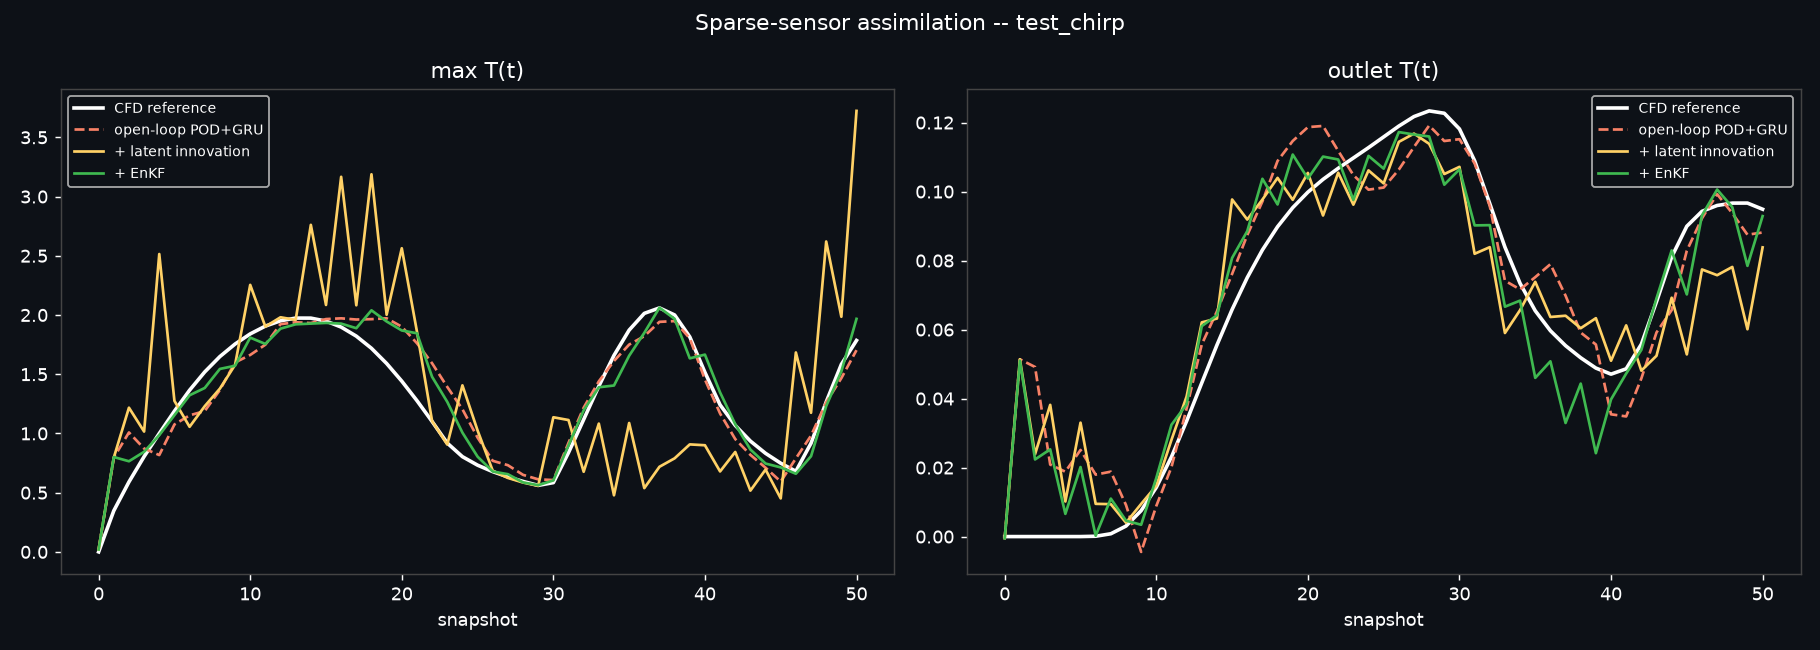 Sparse-sensor assimilation -- test_chirp
max T(t)
CFD reference
open-loop POD+GRU
+ latent innovation
+ EnKF
3.5
3.0
2.5
2.0
1.5
1.0
0.5
0.0
0 10 20 30 40 50
snapshot
outlet T(t)
CFD reference
open-loop POD+GRU
+ latent innovation
+ EnKF
0.12
0.10
0.08
0.06
0.04
0.02
0.00
0 10 20 30 40 50
snapshot